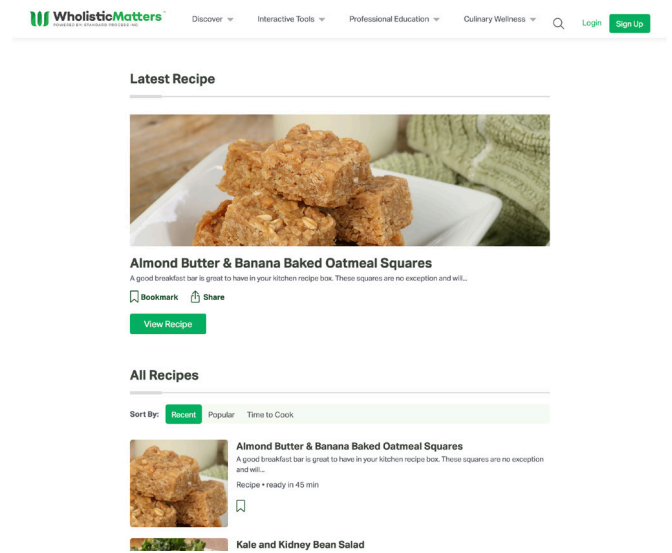 WholisticMatters™
POWERED BY STANDARD PROCESS INC.
Discover
Interactive Tools
Professional Education
Culinary Wellness
Login
Sign Up
Latest Recipe
Almond Butter & Banana Baked Oatmeal Squares
A good breakfast bar is great to have in your kitchen recipe box. These squares are no exception and will...
Bookmark
Share
View Recipe
All Recipes
Sort By:
Recent
Popular
Time to Cook
Almond Butter & Banana Baked Oatmeal Squares
A good breakfast bar is great to have in your kitchen recipe box. These squares are no exception
and will...
Recipe • ready in 45 min
Kale and Kidney Bean Salad